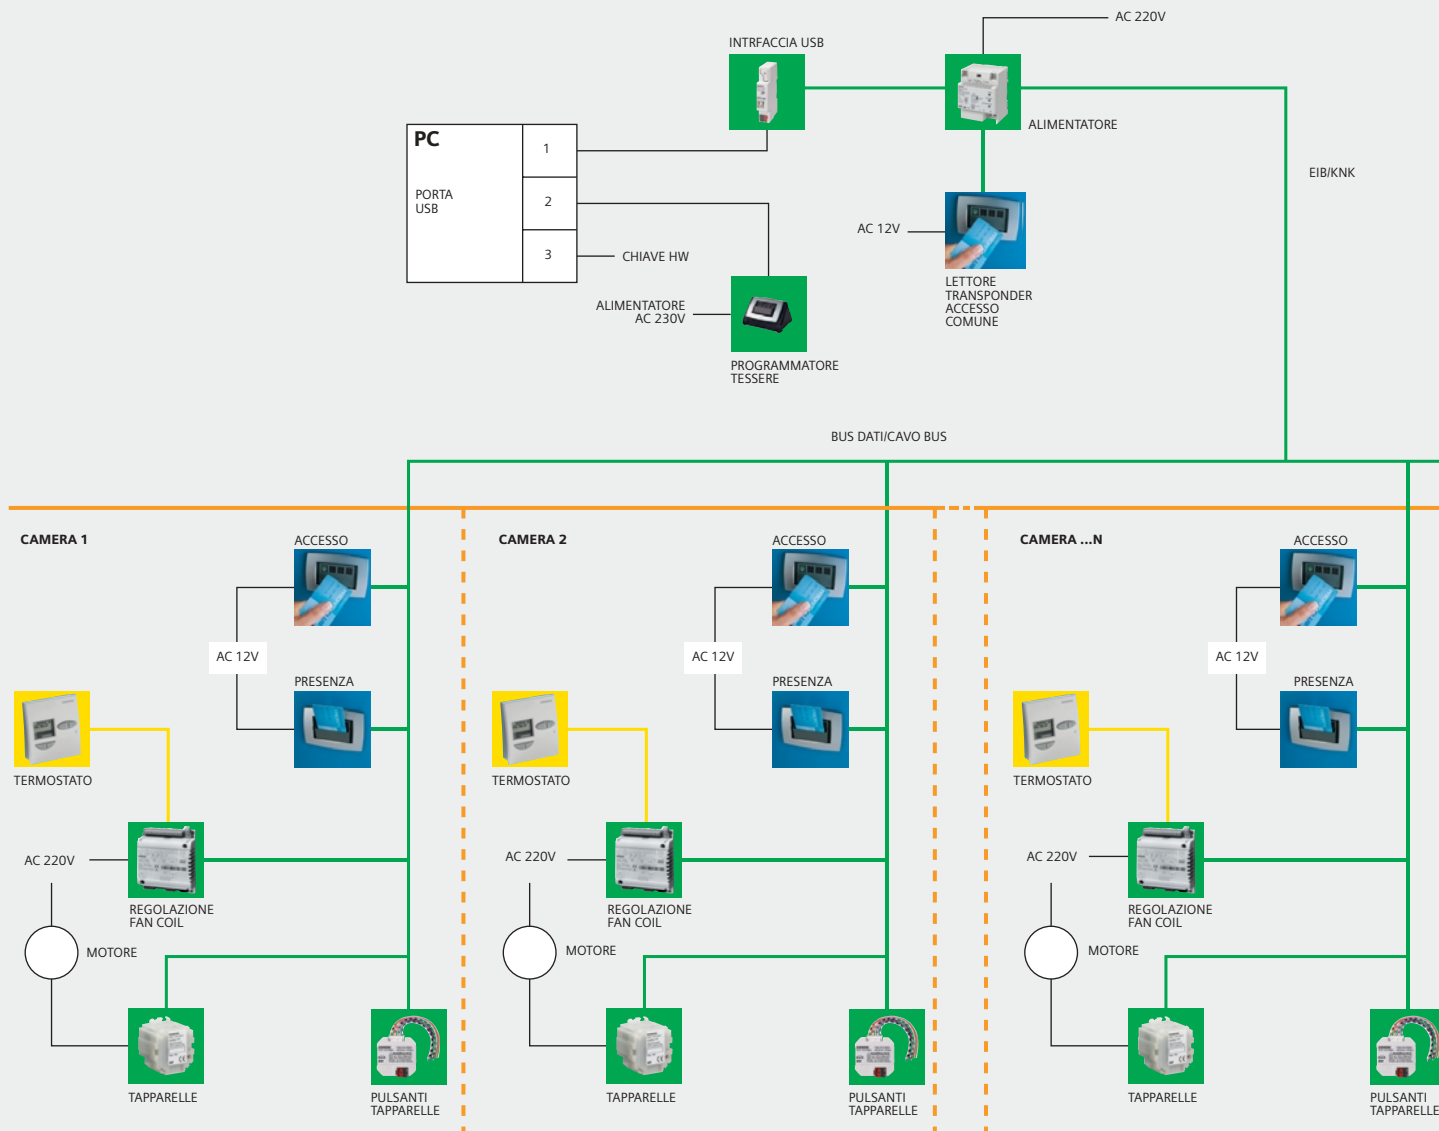 AC 220V
INTRFACCIA USB
ALIMENTATORE
PC
PORTA
USB
1
2
3
CHIAVE HW
EIB/KNK
AC 12V
LETTORE
TRANSPONDER
ACCESSO
COMUNE
ALIMENTATORE
AC 230V
PROGRAMMATORE
TESSERE
BUS DATI/CAVO BUS
CAMERA 1
ACCESSO
AC 12V
PRESENZA
TERMOSTATO
AC 220V
REGOLAZIONE
FAN COIL
MOTORE
TAPPARELLE
PULSANTI
TAPPARELLE
CAMERA 2
ACCESSO
AC 12V
PRESENZA
TERMOSTATO
AC 220V
REGOLAZIONE
FAN COIL
MOTORE
TAPPARELLE
PULSANTI
TAPPARELLE
CAMERA ...N
ACCESSO
AC 12V
PRESENZA
TERMOSTATO
AC 220V
REGOLAZIONE
FAN COIL
MOTORE
TAPPARELLE
PULSANTI
TAPPARELLE